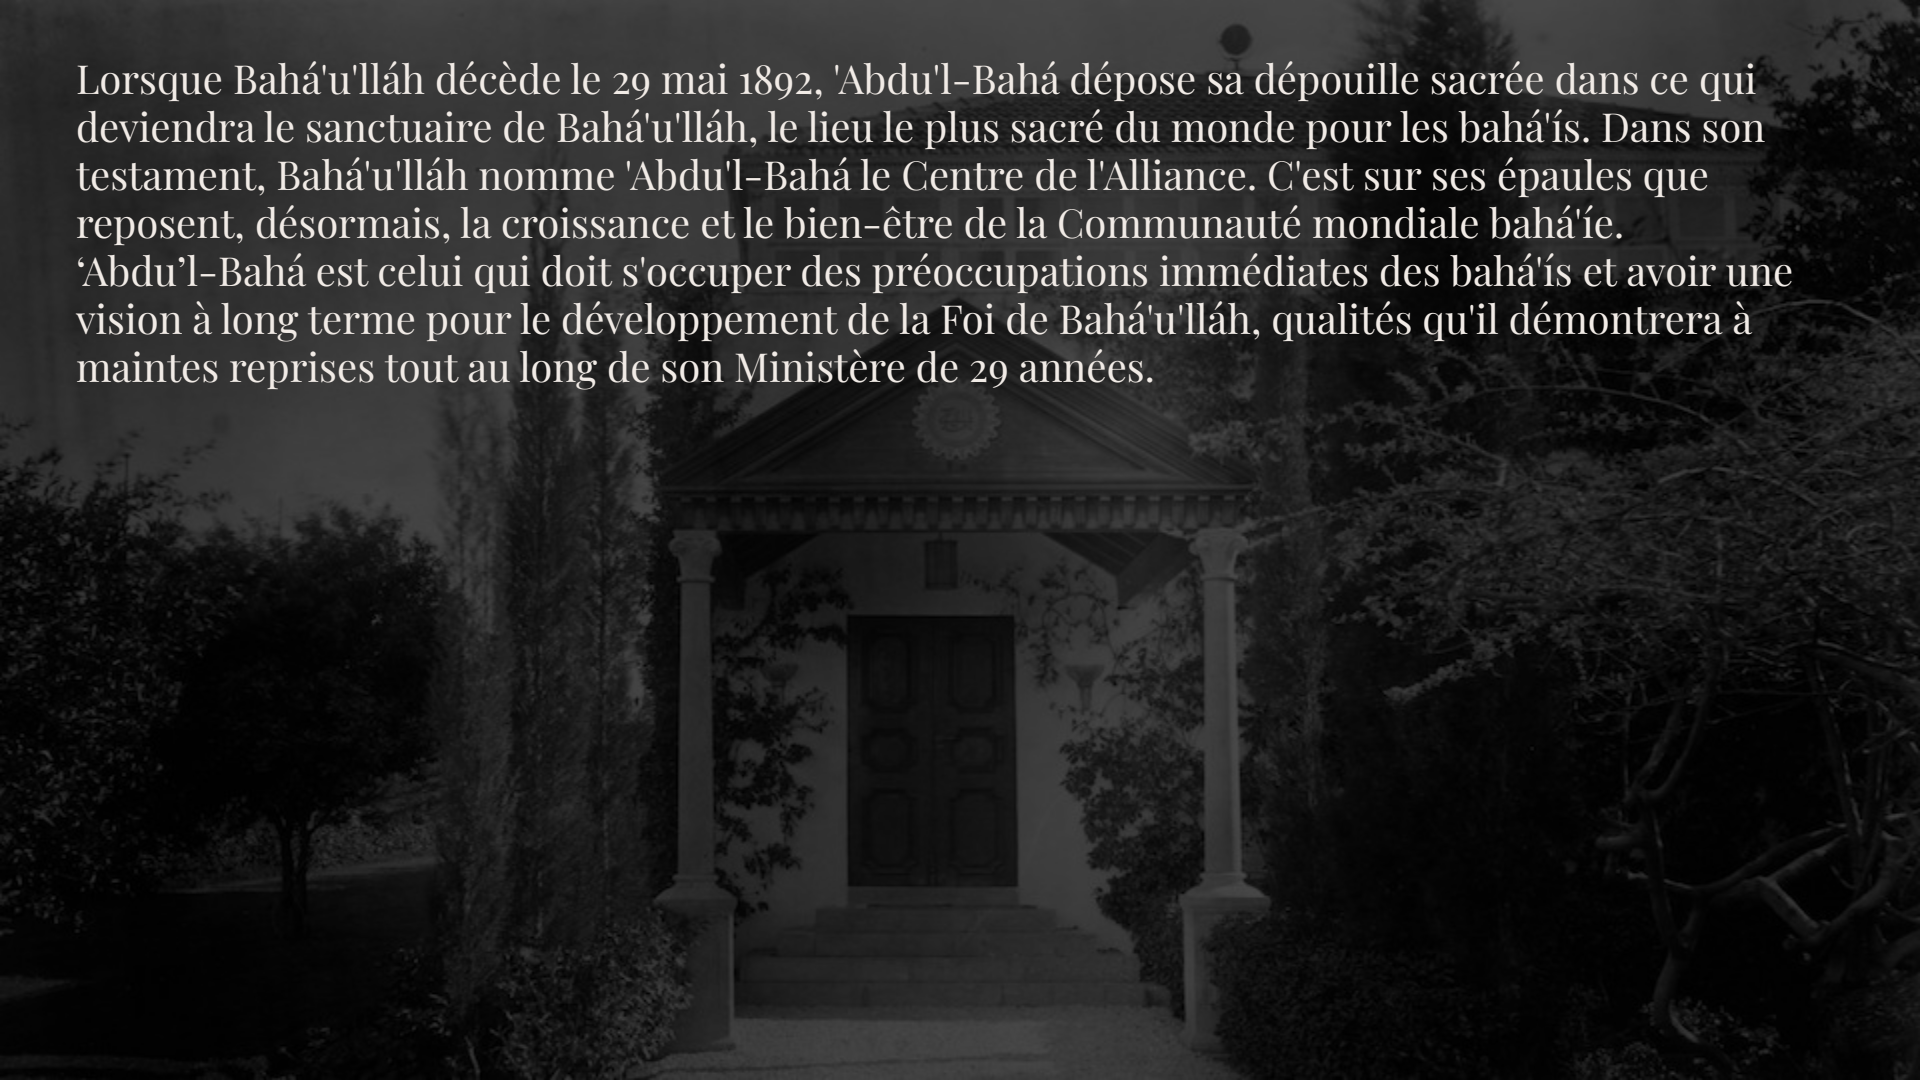 Lorsque Bahá'u'lláh décède le 29 mai 1892, 'Abdu'l-Bahá dépose sa dépouille sacrée dans ce qui
deviendra le sanctuaire de Bahá'u'lláh, le lieu le plus sacré du monde pour les bahá'ís. Dans son
testament, Bahá'u'lláh nomme 'Abdu'l-Bahá le Centre de l'Alliance. C'est sur ses épaules que
reposent, désormais, la croissance et le bien-être de la Communauté mondiale bahá'íe.
‘Abdu’l-Bahá est celui qui doit s'occuper des préoccupations immédiates des bahá'ís et avoir une
vision à long terme pour le développement de la Foi de Bahá'u'lláh, qualités qu'il démontrera à
maintes reprises tout au long de son Ministère de 29 années.